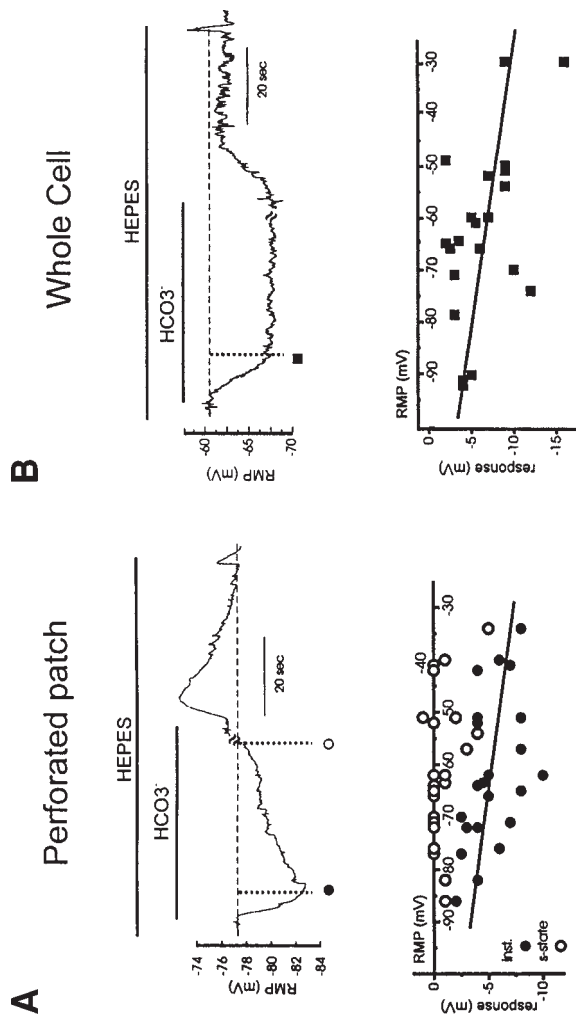 A
Perforated patch
HEPES
HCO3-
-74
-76
-78
-80
-82
-84
RMP (mV)
20 sec
RMP (mV)
-90
-80
-70
-60
-50
-40
-30
0
-5
-10
response (mV)
inst.
s-state
B
Whole Cell
HEPES
HCO3-
-60
-65
-70
RMP (mV)
20 sec
RMP (mV)
-90
-80
-70
-60
-50
-40
-30
0
-5
-10
-15
response (mV)